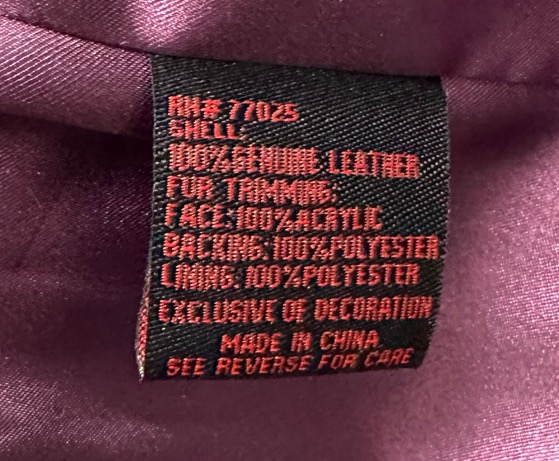 RN# 77025
SHELL:
100%GENUINE LEATHER
FUR TRIMMING:
FACE:100%ACRYLIC
BACKING:100%POLYESTER
LINING:100%POLYESTER
EXCLUSIVE OF DECORATION
MADE IN CHINA
SEE REVERSE FOR CARE